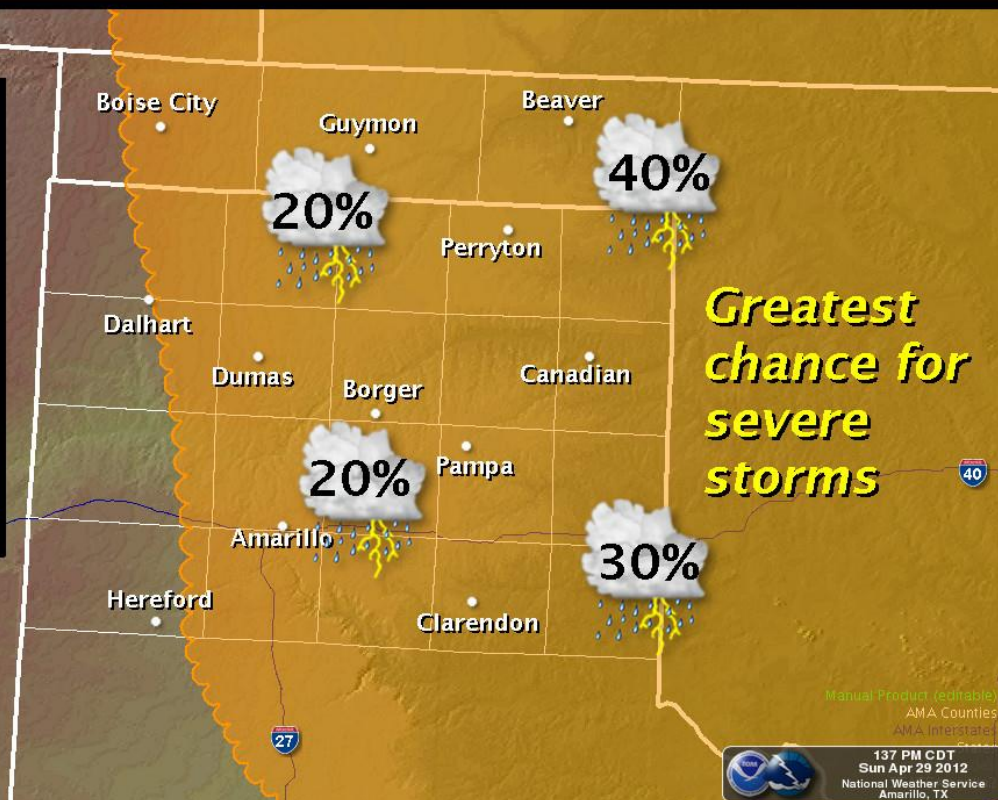 Boise City
Beaver
Guymon
40%
20%
Perryton
Greatest
chance for
severe
storms
Dalhart
Dumas
Canadian
Borger
Pampa
20%
40
Amarillo
30%
Hereford
Clarendon
Manual Product (editable)
AMA Counties
AMA Interstates
27
137 PM CDT
Sun Apr 29 2012
National Weather Service
Amarillo, TX